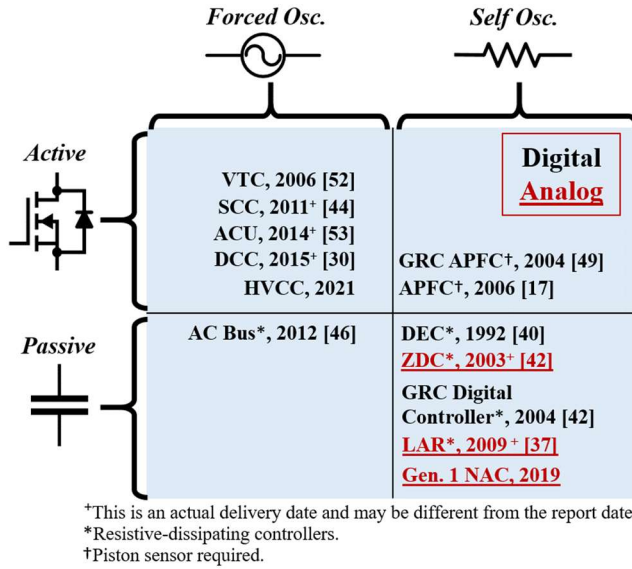 Forced Osc.
Self Osc.
Active
Digital
Analog
VTC, 2006 [52]
SCC, 2011⁺ [44]
ACU, 2014⁺ [53]
DCC, 2015⁺ [30]
HVCC, 2021
GRC APFC†, 2004 [49]
APFC†, 2006 [17]
Passive
AC Bus*, 2012 [46]
DEC*, 1992 [40]
ZDC*, 2003⁺ [42]
GRC Digital
Controller*, 2004 [42]
LAR*, 2009 ⁺ [37]
Gen. 1 NAC, 2019
⁺This is an actual delivery date and may be different from the report date
*Resistive-dissipating controllers.
†Piston sensor required.